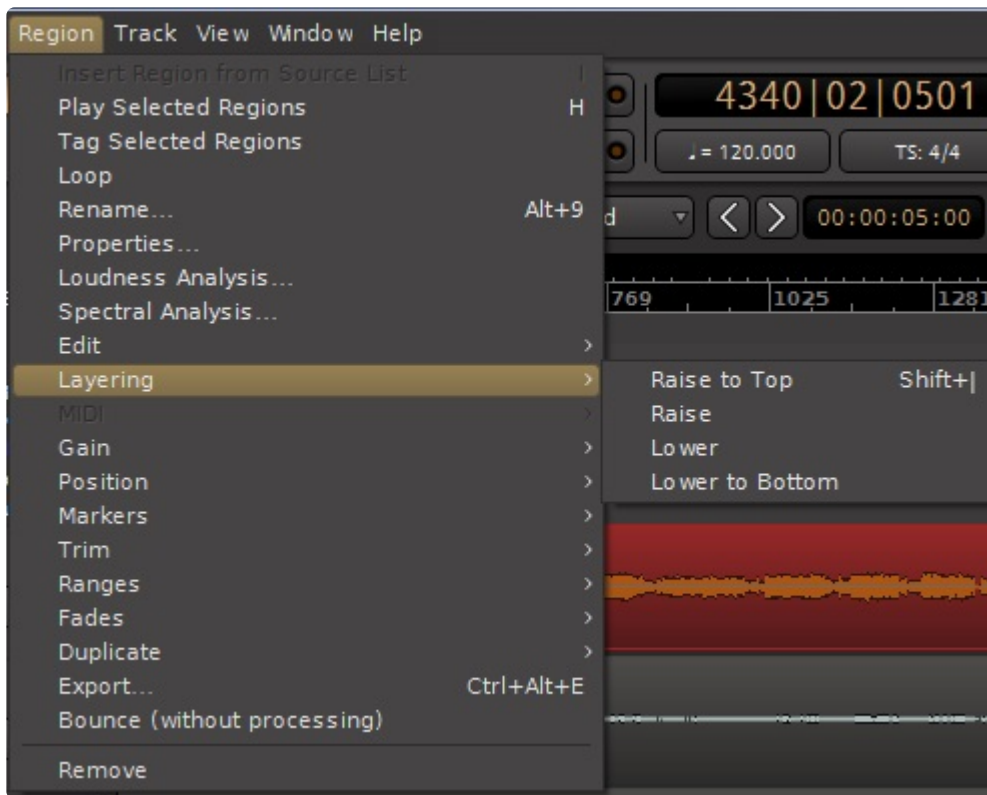 Region Track View Window Help
Insert Region from Source List I
Play Selected Regions H
Tag Selected Regions
Loop
Rename... Alt+9
Properties...
Loudness Analysis...
Spectral Analysis...
Edit >
Layering >
MIDI >
Gain >
Position >
Markers >
Trim >
Ranges >
Fades >
Duplicate >
Export... Ctrl+Alt+E
Bounce (without processing)
Remove
Raise to Top Shift+|
Raise
Lower
Lower to Bottom
4340|02|0501
♩= 120.000 TS: 4/4
d 00:00:05:00
769 1025 1281